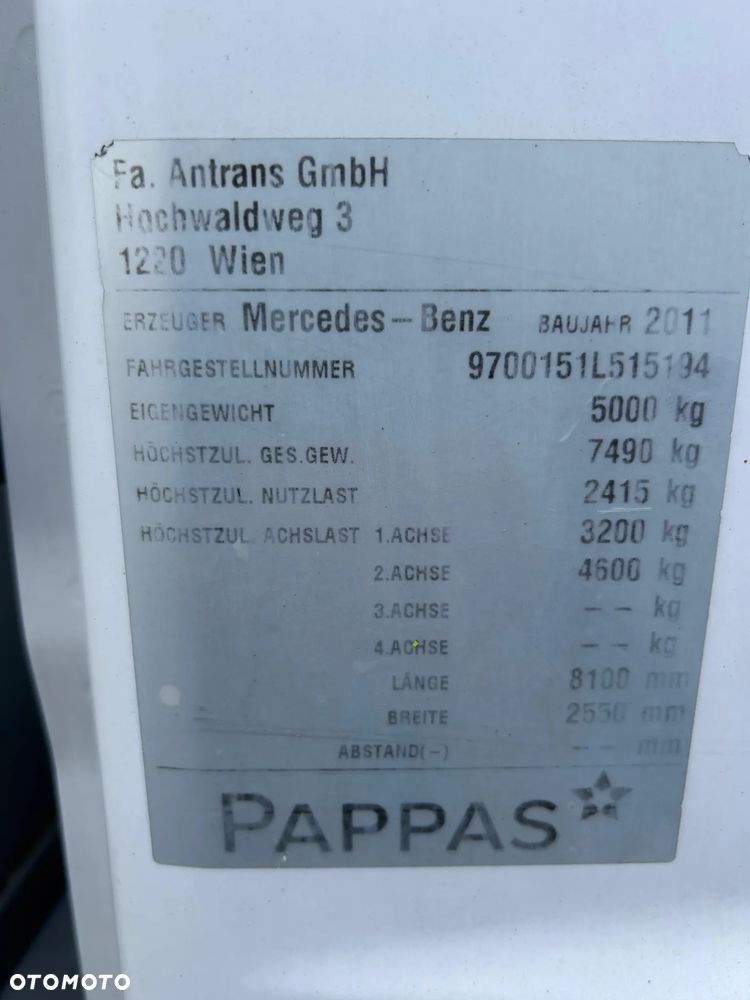 Fa. Antrans GmbH
Hochwaldweg 3
1220 Wien
ERZEUGER Mercedes-Benz BAUJAHR 2011
FAHRGESTELLNUMMER 9700151L515194
EIGENGEWICHT 5000 kg
HÖCHSTZUL. GES.GEW. 7490 kg
HÖCHSTZUL. NUTZLAST 2415 kg
HÖCHSTZUL. ACHSLAST 1.ACHSE 3200 kg
2.ACHSE 4600 kg
3.ACHSE -- kg
4.ACHSE -- kg
LÄNGE 8100 mm
BREITE 2550 mm
ABSTAND(-) -- mm
PAPPAS
OTOMOTO